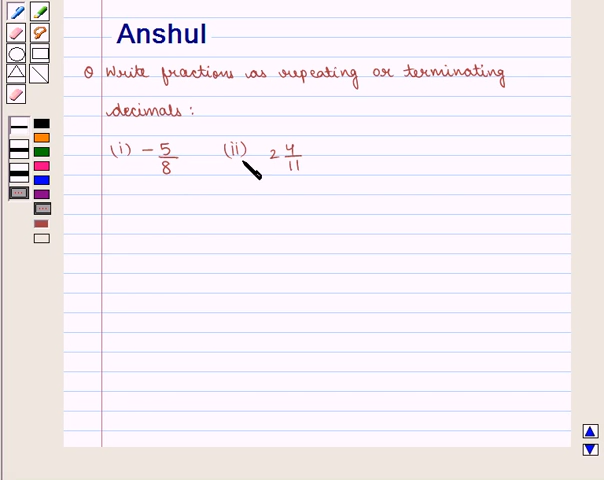 Anshul
Q Write fractions as repeating or terminating
decimals :
(i) - 5/8 (ii) 2 4/11